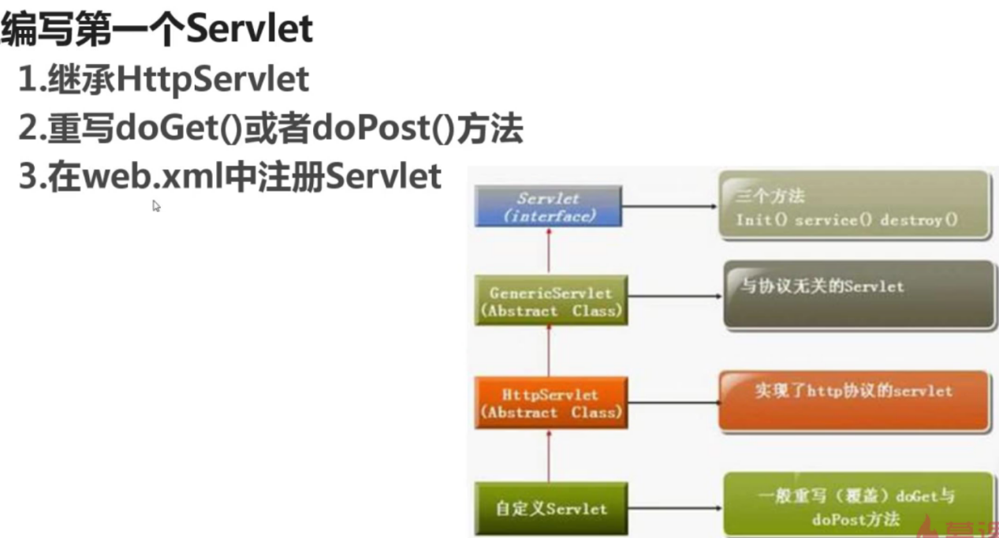 编写第一个Servlet
1.继承HttpServlet
2.重写doGet()或者doPost()方法
3.在web.xml中注册Servlet
Servlet
(interface)
三个方法
Init() service() destroy()
GenericServlet
(Abstract Class)
与协议无关的Servlet
HttpServlet
(Abstract Class)
实现了http协议的servlet
自定义Servlet
一般重写（覆盖）doGet与
doPost方法